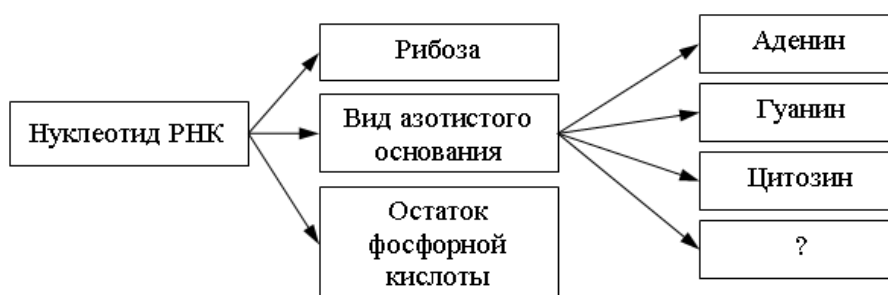 Нуклеотид РНК
Рибоза
Вид азотистого
основания
Остаток
фосфорной
кислоты
Аденин
Гуанин
Цитозин
?